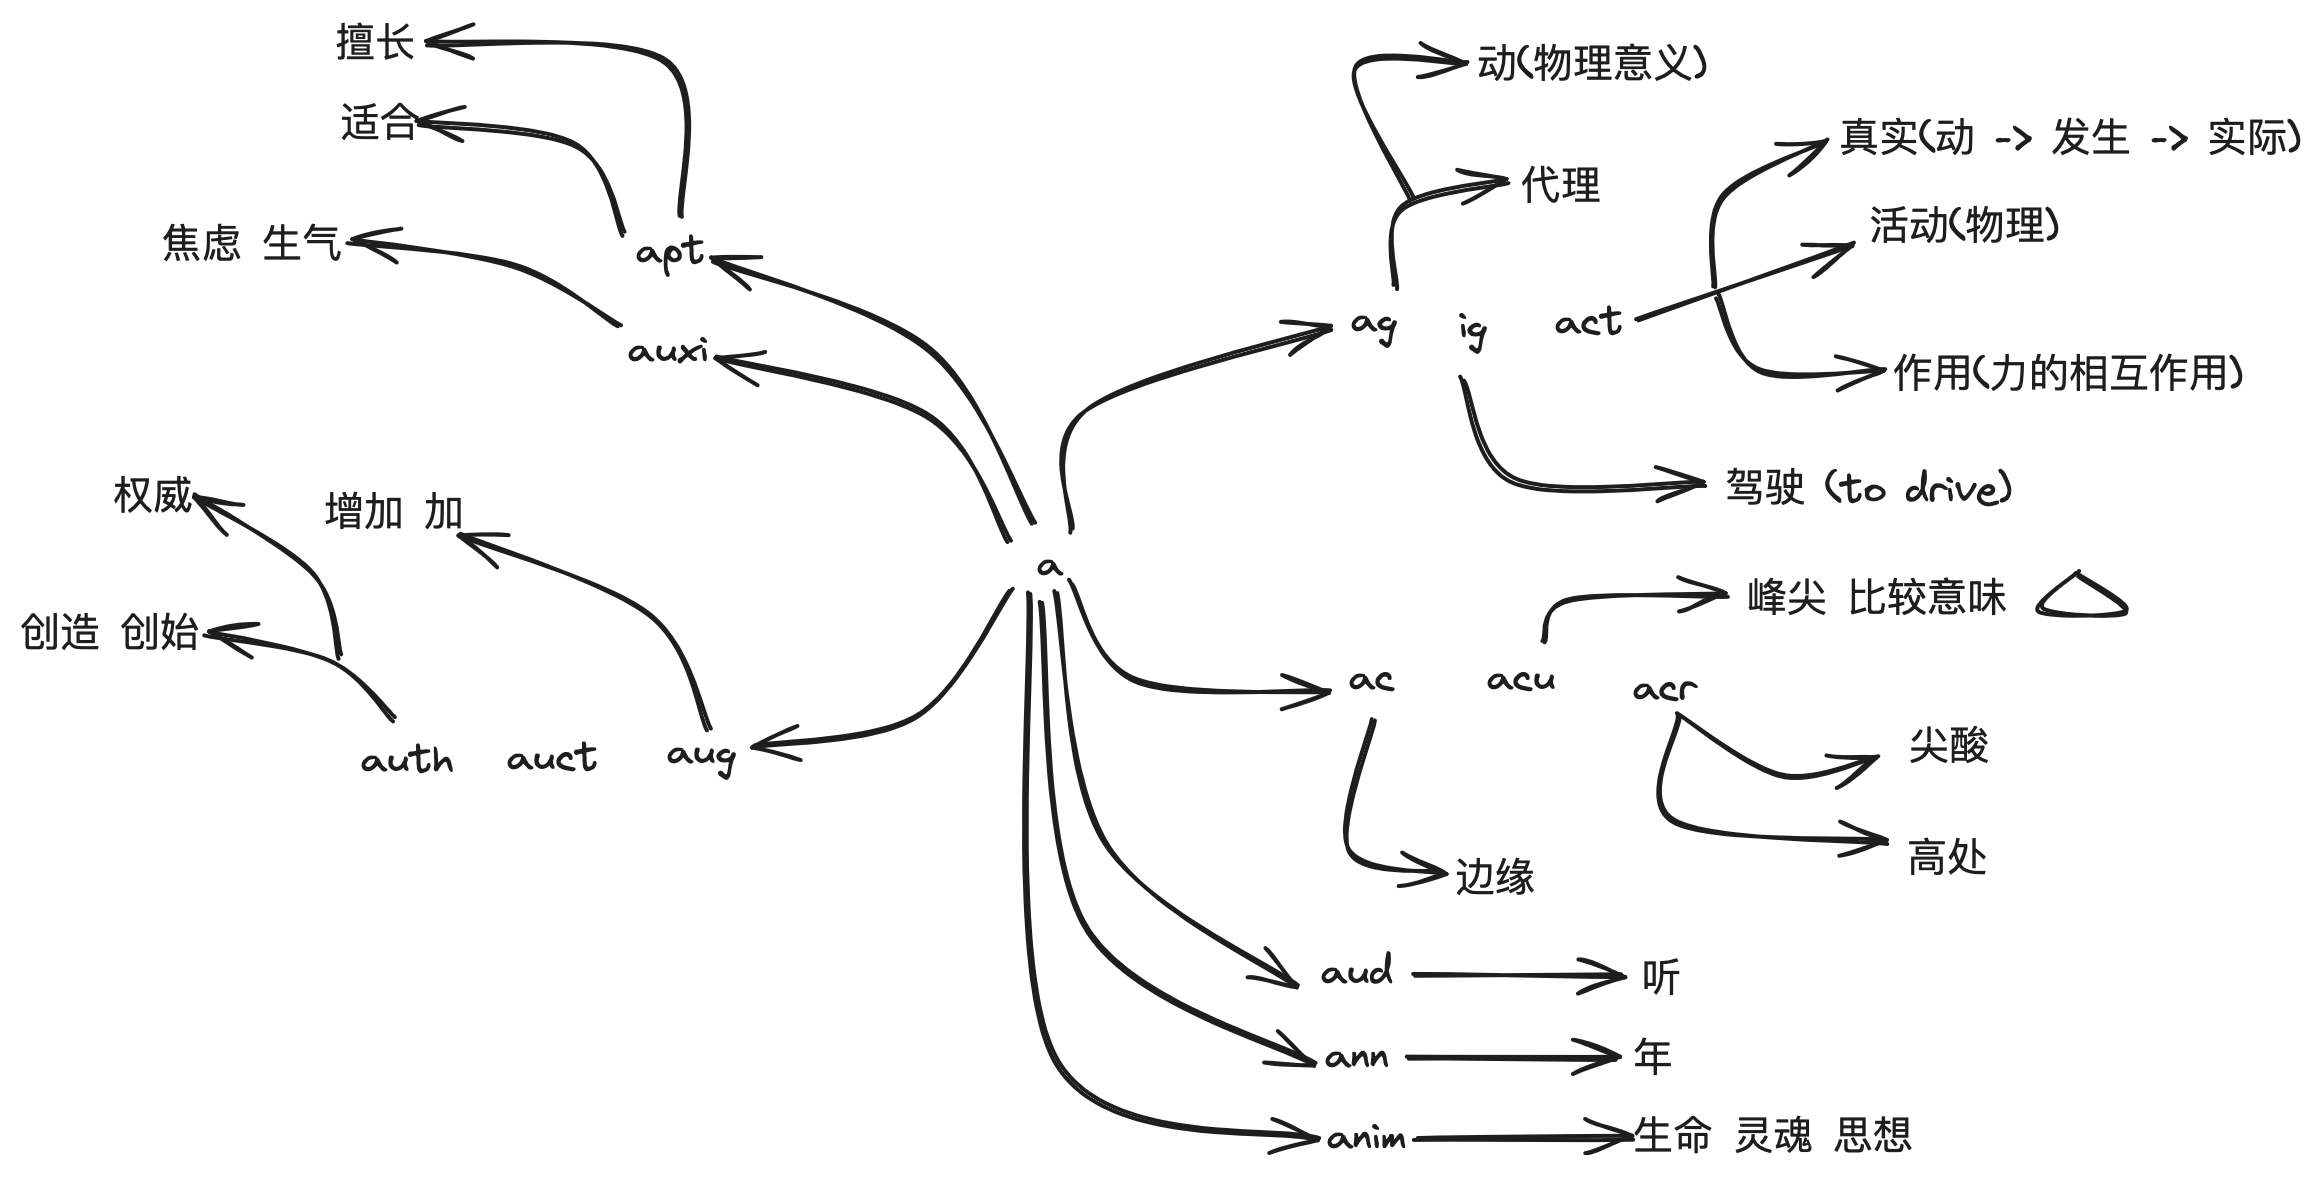 擅长
适合
焦虑 生气
apt
auxi
权威
增加 加
创造 创始
auth
auct
aug
a
动(物理意义)
代理
真实(动 -> 发生 -> 实际)
活动(物理)
ag
ig
act
作用(力的相互作用)
驾驶 (to drive)
峰尖 比较意味
ac
acu
acr
尖酸
高处
边缘
aud
听
ann
年
anim
生命 灵魂 思想